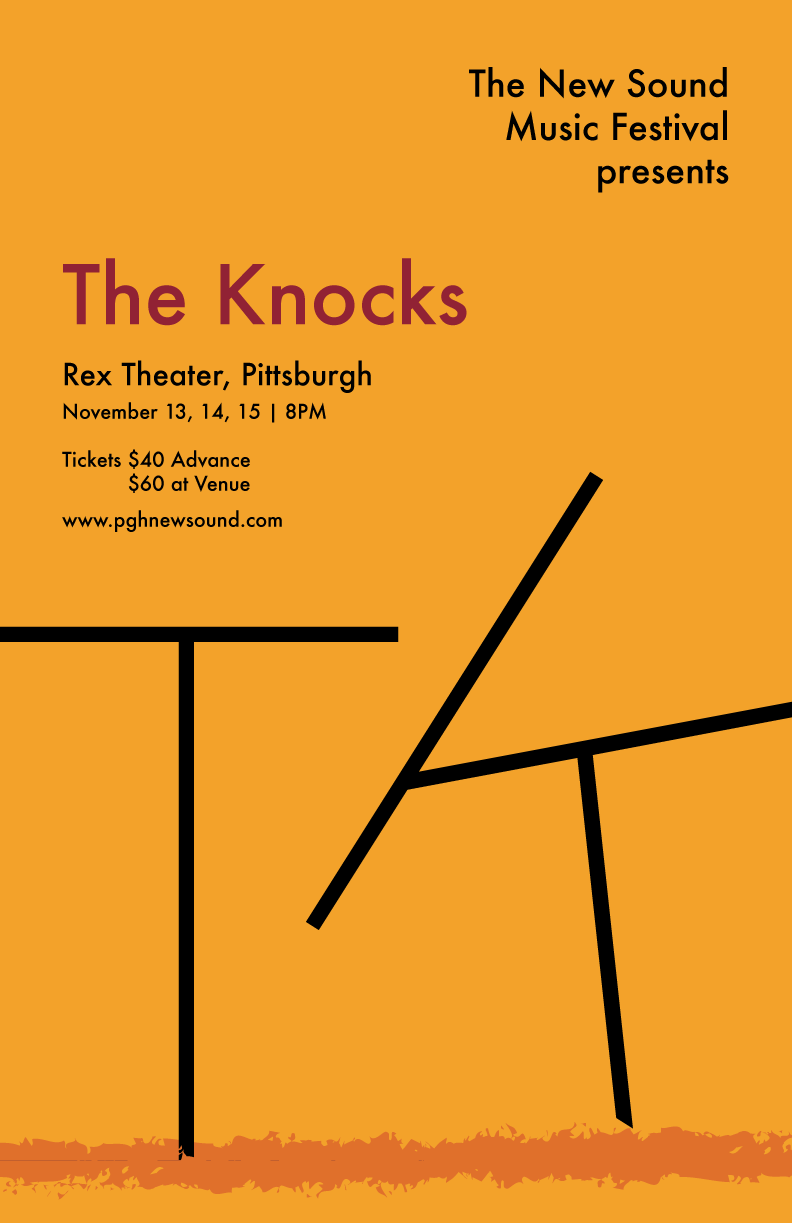 The New Sound
Music Festival
presents
The Knocks
Rex Theater, Pittsburgh
November 13, 14, 15 | 8PM
Tickets $40 Advance
$60 at Venue
www.pghnewsound.com
TK